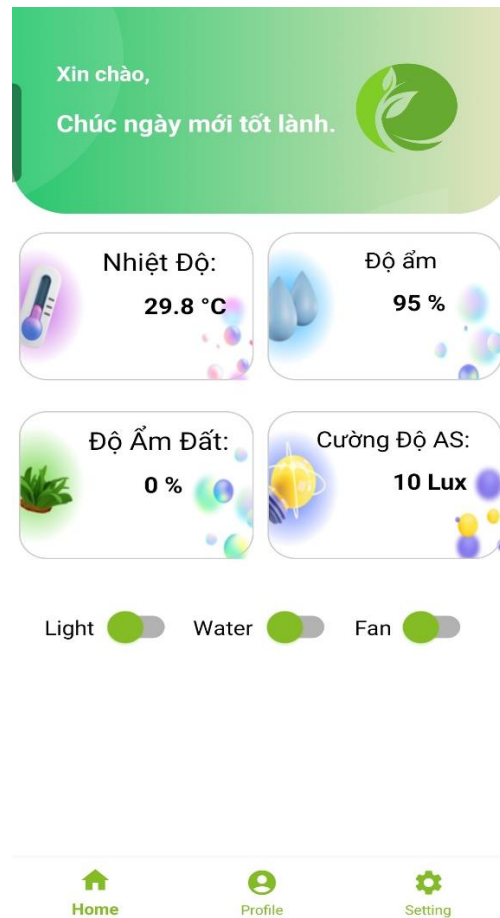 Xin chào,
Chúc ngày mới tốt lành.
Nhiệt Độ:
29.8 °C
Độ ẩm
95 %
Độ Ẩm Đất:
0 %
Cường Độ AS:
10 Lux
Light
Water
Fan
Home
Profile
Setting